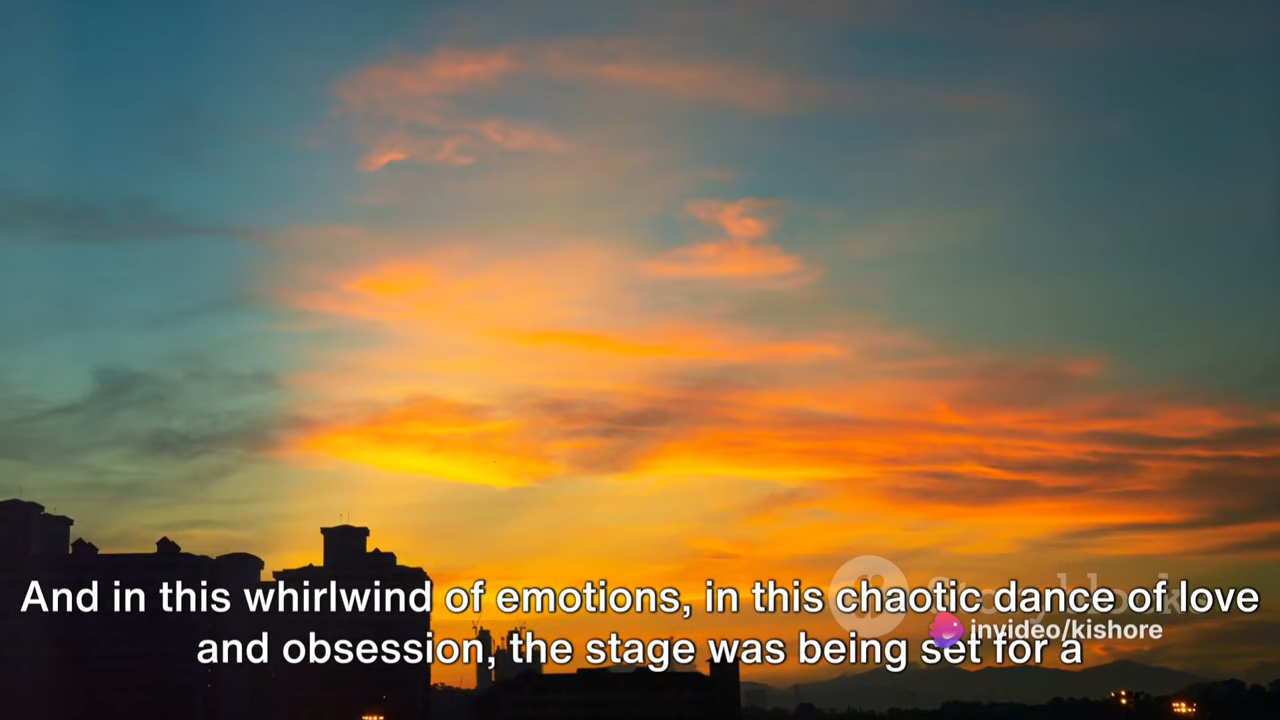 And in this whirlwind of emotions, in this chaotic dance of love
invideo/kishore
and obsession, the stage was being set for a